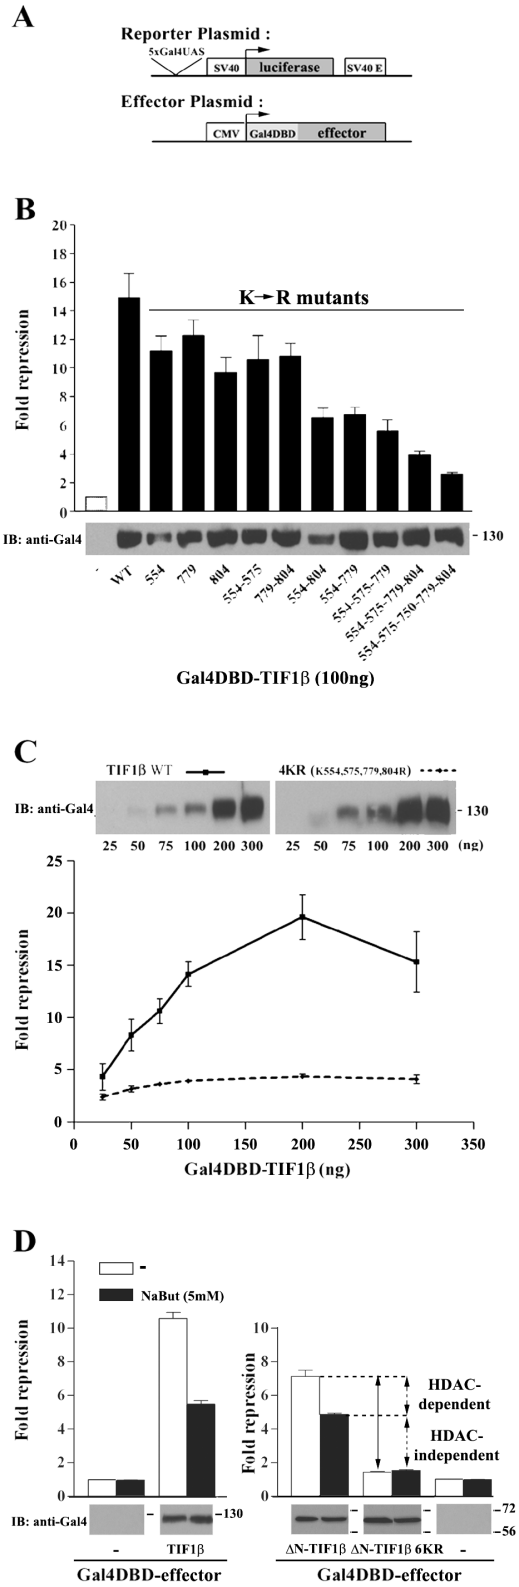 A
Reporter Plasmid :
5xGal4UAS
SV40 luciferase SV40 E
Effector Plasmid :
CMV Gal4DBD effector
B
20
18
16
14
12
10
8
6
4
2
0
Fold repression
K→R mutants
IB: anti-Gal4
- 130
- WT 554 779 804 554-575 779-804 554-804 554-779 554-575-779 554-575-779-804 554-575-750-779-804
Gal4DBD-TIF1β (100ng)
C
TIF1β WT
4KR (K554,575,779,804R)
IB: anti-Gal4
- 130
25 50 75 100 200 300 25 50 75 100 200 300 (ng)
25
20
15
10
5
0
Fold repression
0 50 100 150 200 250 300 350
Gal4DBD-TIF1β (ng)
D
14
12
10
8
6
4
2
0
Fold repression
-
NaBut (5mM)
IB: anti-Gal4
-130
- TIF1β
Gal4DBD-effector
10
8
6
4
2
0
Fold repression
HDAC-
dependent
HDAC-
independent
- 72
- 56
ΔN-TIF1β ΔN-TIF1β 6KR -
Gal4DBD-effector